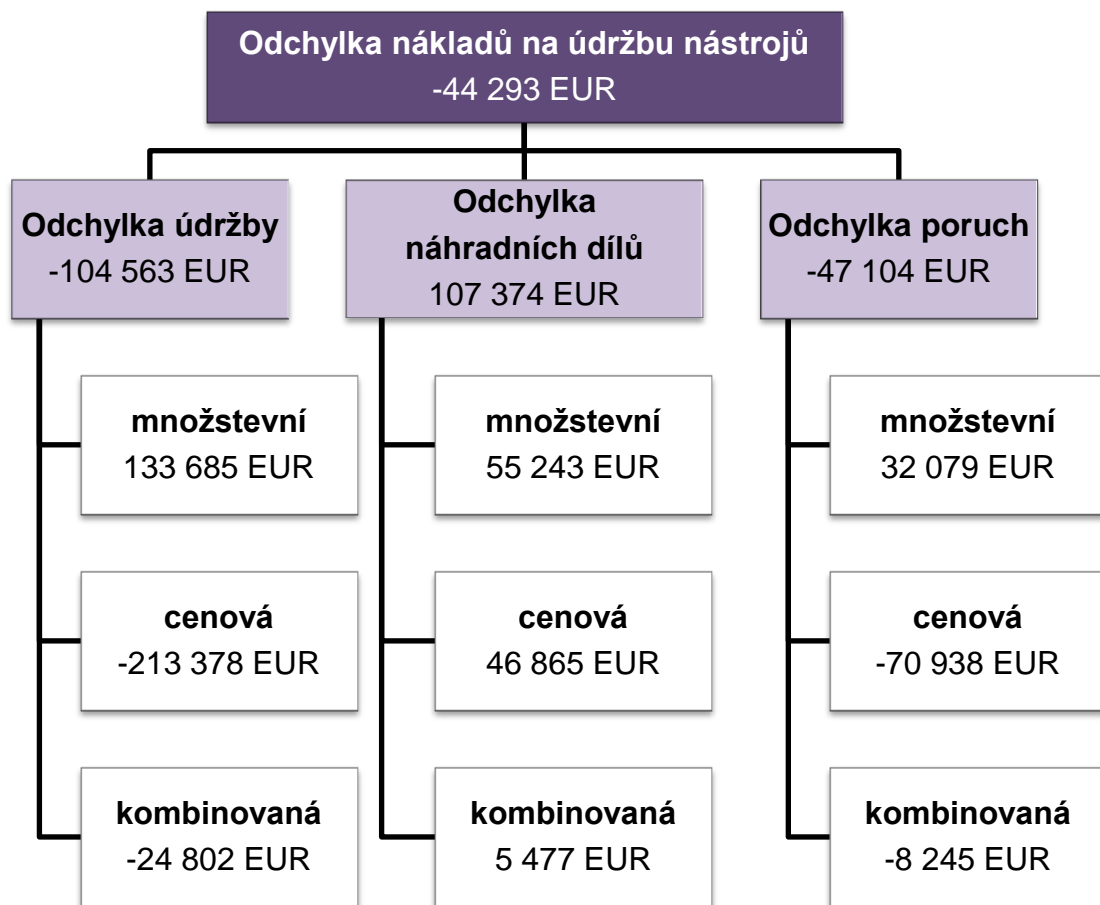 Odchylka nákladů na údržbu nástrojů
-44 293 EUR
Odchylka údržby
-104 563 EUR
množstevní
133 685 EUR
cenová
-213 378 EUR
kombinovaná
-24 802 EUR
Odchylka
náhradních dílů
107 374 EUR
množstevní
55 243 EUR
cenová
46 865 EUR
kombinovaná
5 477 EUR
Odchylka poruch
-47 104 EUR
množstevní
32 079 EUR
cenová
-70 938 EUR
kombinovaná
-8 245 EUR